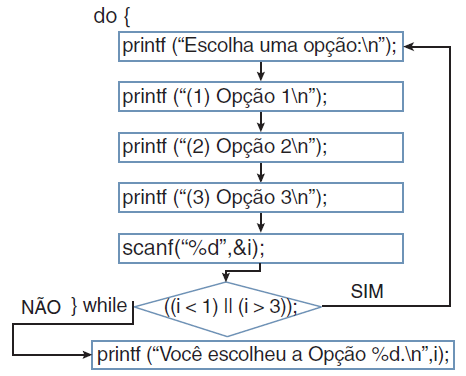 do {
printf (“Escolha uma opção:\n”);
printf (“(1) Opção 1\n”);
printf (“(2) Opção 2\n”);
printf (“(3) Opção 3\n”);
scanf(“%d”,&i);
SIM
NÃO } while ((i < 1) || (i > 3));
printf (“Você escolheu a Opção %d.\n”,i);